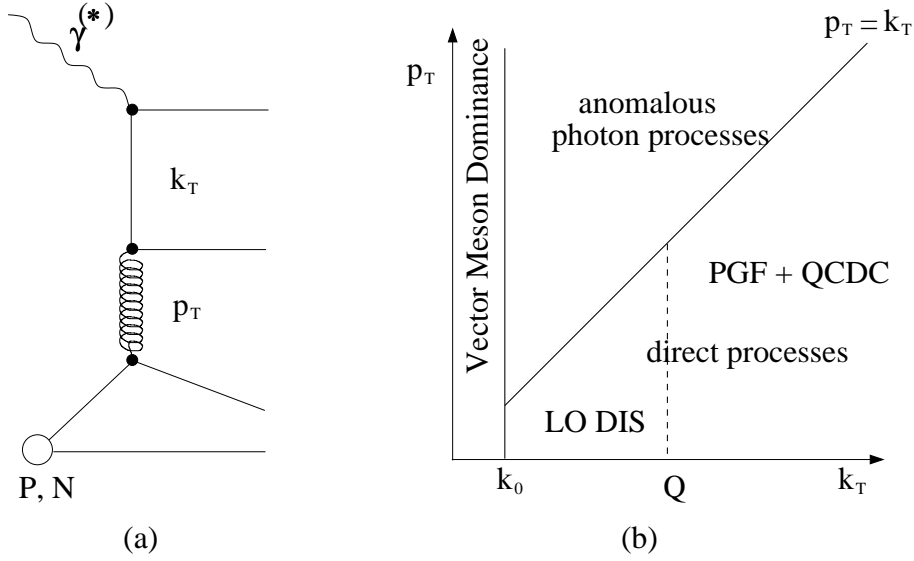 γ(*)
k_T
p_T
P, N
(a)
p_T
Vector Meson Dominance
anomalous
photon processes
p_T = k_T
PGF + QCDC
direct processes
LO DIS
k_0
Q
k_T
(b)